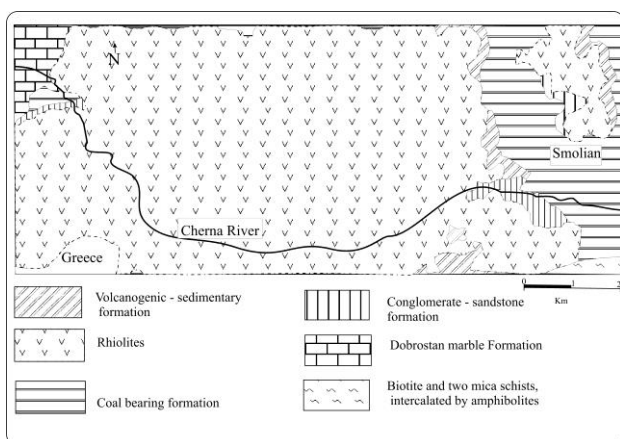 N
Smolian
Cherna River
Greece
0 1 2
Km
Volcanogenic - sedimentary
formation
Rhiolites
Coal bearing formation
Conglomerate - sandstone
formation
Dobrostan marble Formation
Biotite and two mica schists,
intercalated by amphibolites